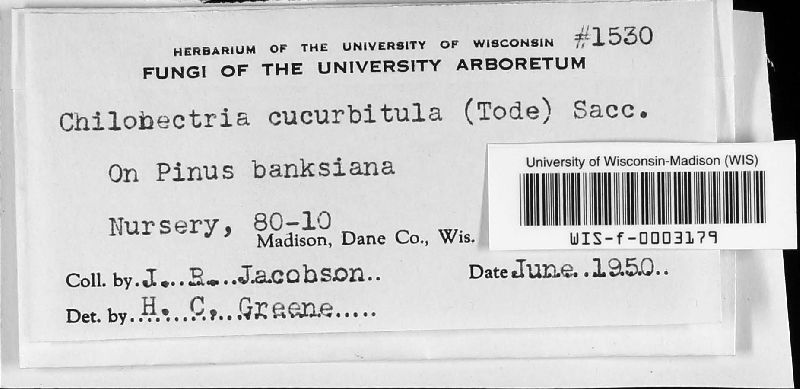 HERBARIUM OF THE UNIVERSITY OF WISCONSIN #1530
FUNGI OF THE UNIVERSITY ARBORETUM
Chilonectria cucurbitula (Tode) Sacc.
On Pinus banksiana
Nursery, 80-10
Madison, Dane Co., Wis.
Coll. by J. R. Jacobson
Date June 1950
Det. by H. C. Greene
University of Wisconsin-Madison (WIS)
WIS-f-0003179